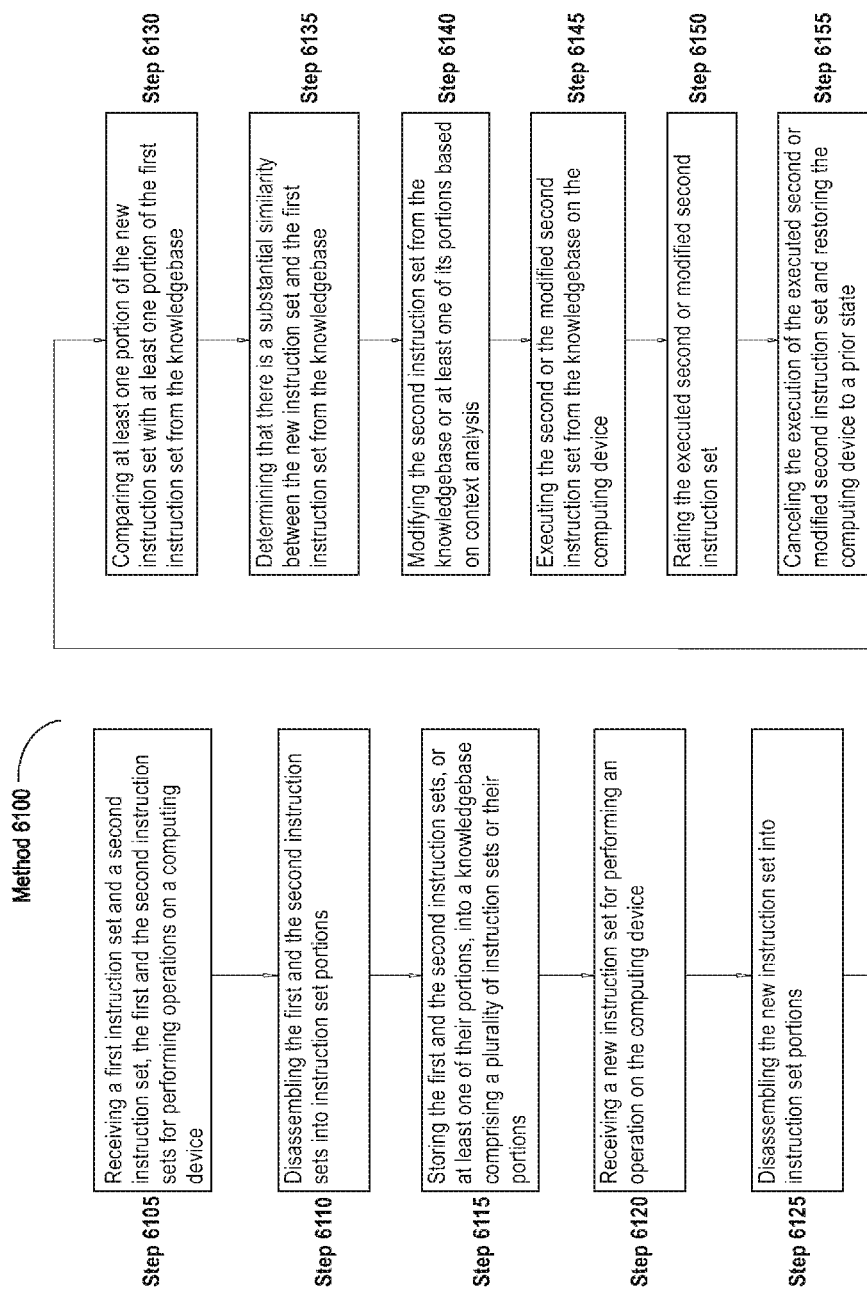 Method 6100
Step 6105
Receiving a first instruction set and a second
instruction set, the first and the second instruction
sets for performing operations on a computing
device
Step 6110
Disassembling the first and the second instruction
sets into instruction set portions
Step 6115
Storing the first and the second instruction sets, or
at least one of their portions, into a knowledgebase
comprising a plurality of instruction sets or their
portions
Step 6120
Receiving a new instruction set for performing an
operation on the computing device
Step 6125
Disassembling the new instruction set into
instruction set portions
Comparing at least one portion of the new
instruction set with at least one portion of the first
instruction set from the knowledgebase
Step 6130
Determining that there is a substantial similarity
between the new instruction set and the first
instruction set from the knowledgebase
Step 6135
Modifying the second instruction set from the
knowledgebase or at least one of its portions based
on context analysis
Step 6140
Executing the second or the modified second
instruction set from the knowledgebase on the
computing device
Step 6145
Rating the executed second or modified second
instruction set
Step 6150
Canceling the execution of the executed second or
modified second instruction set and restoring the
computing device to a prior state
Step 6155